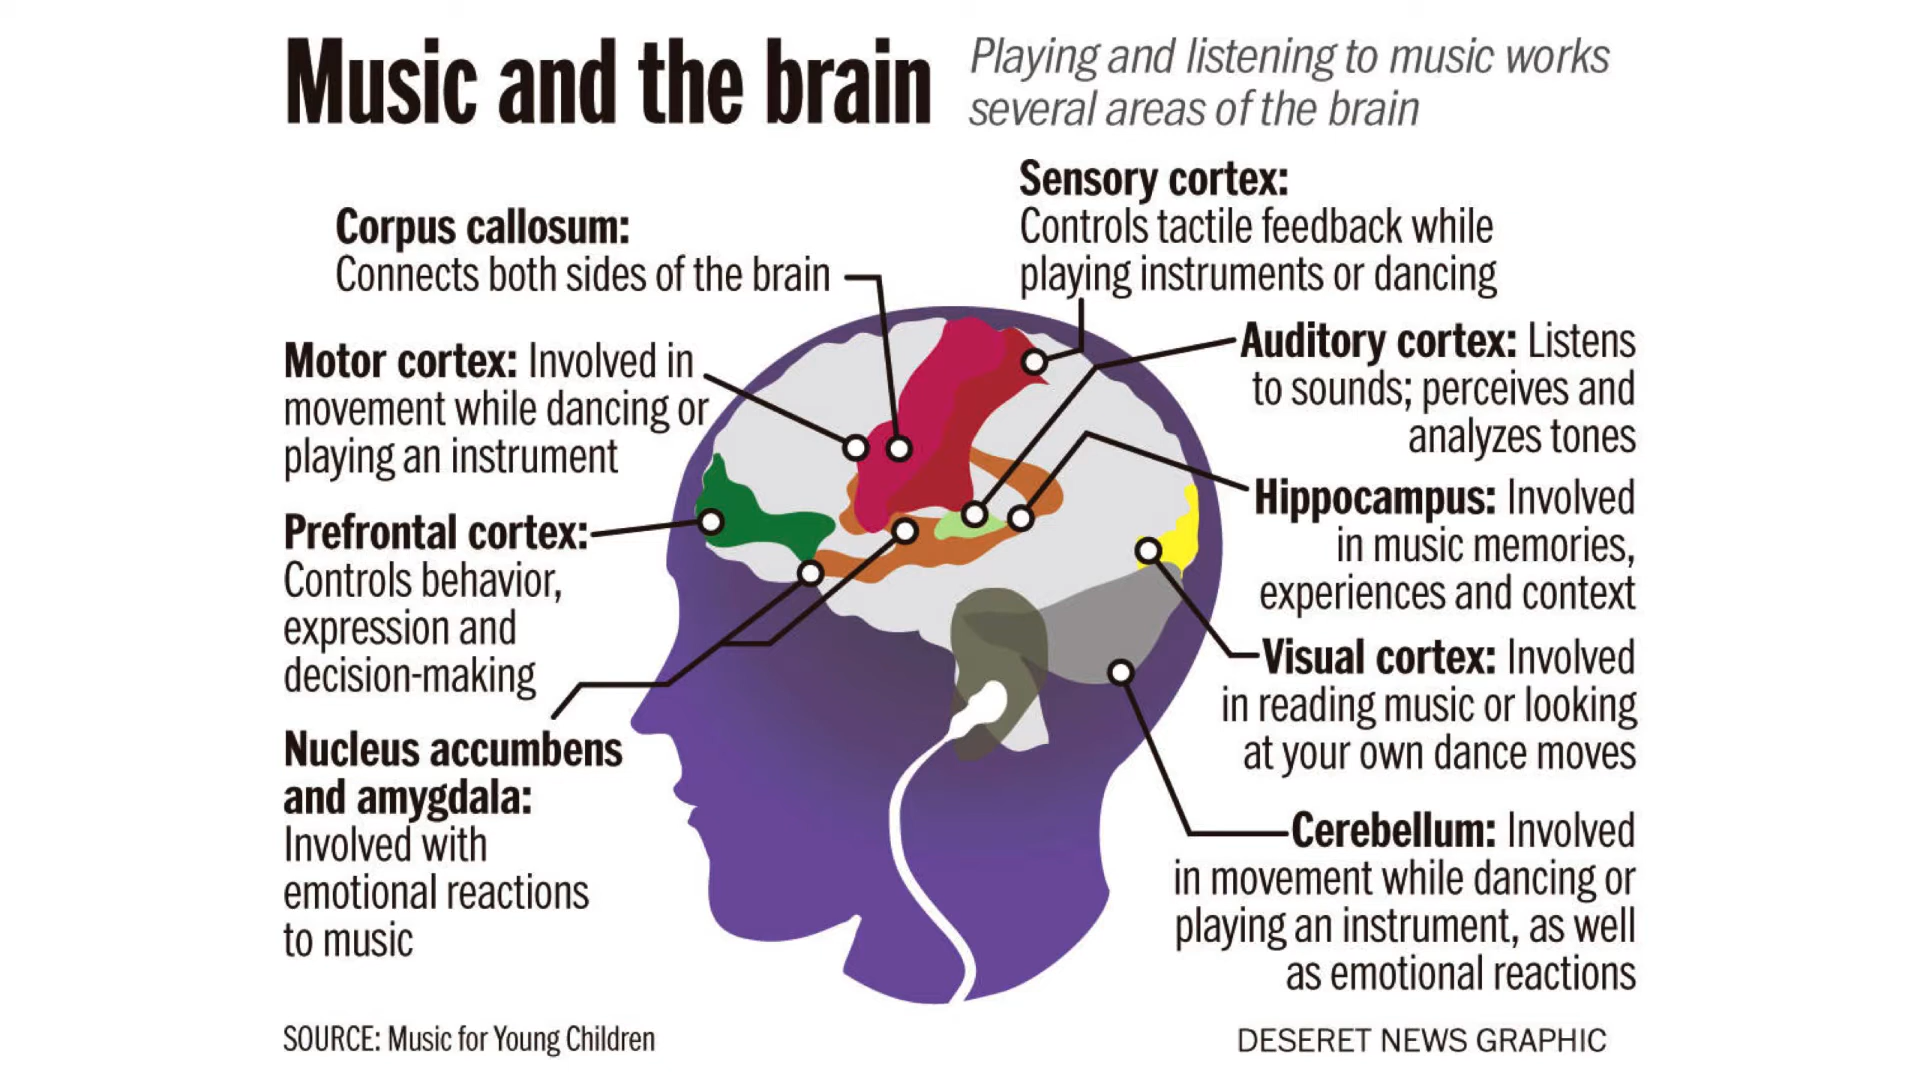 Music and the brain
Playing and listening to music works
several areas of the brain
Corpus callosum:
Connects both sides of the brain
Motor cortex: Involved in
movement while dancing or
playing an instrument
Prefrontal cortex:
Controls behavior,
expression and
decision-making
Nucleus accumbens
and amygdala:
Involved with
emotional reactions
to music
Sensory cortex:
Controls tactile feedback while
playing instruments or dancing
Auditory cortex: Listens
to sounds; perceives and
analyzes tones
Hippocampus: Involved
in music memories,
experiences and context
Visual cortex: Involved
in reading music or looking
at your own dance moves
Cerebellum: Involved
in movement while dancing or
playing an instrument, as well
as emotional reactions
SOURCE: Music for Young Children
DESERET NEWS GRAPHIC